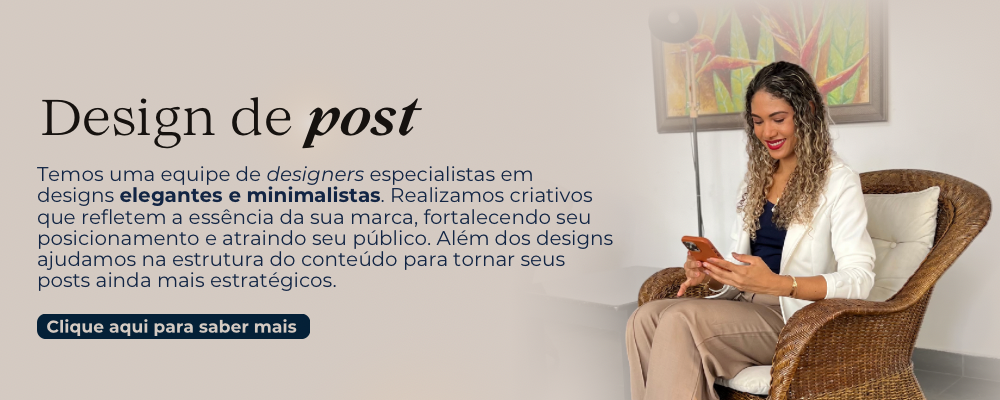 Design de post
Temos uma equipe de designers especialistas em
designs elegantes e minimalistas. Realizamos criativos
que refletem a essência da sua marca, fortalecendo seu
posicionamento e atraindo seu público. Além dos designs
ajudamos na estrutura do conteúdo para tornar seus
posts ainda mais estratégicos.
Clique aqui para saber mais